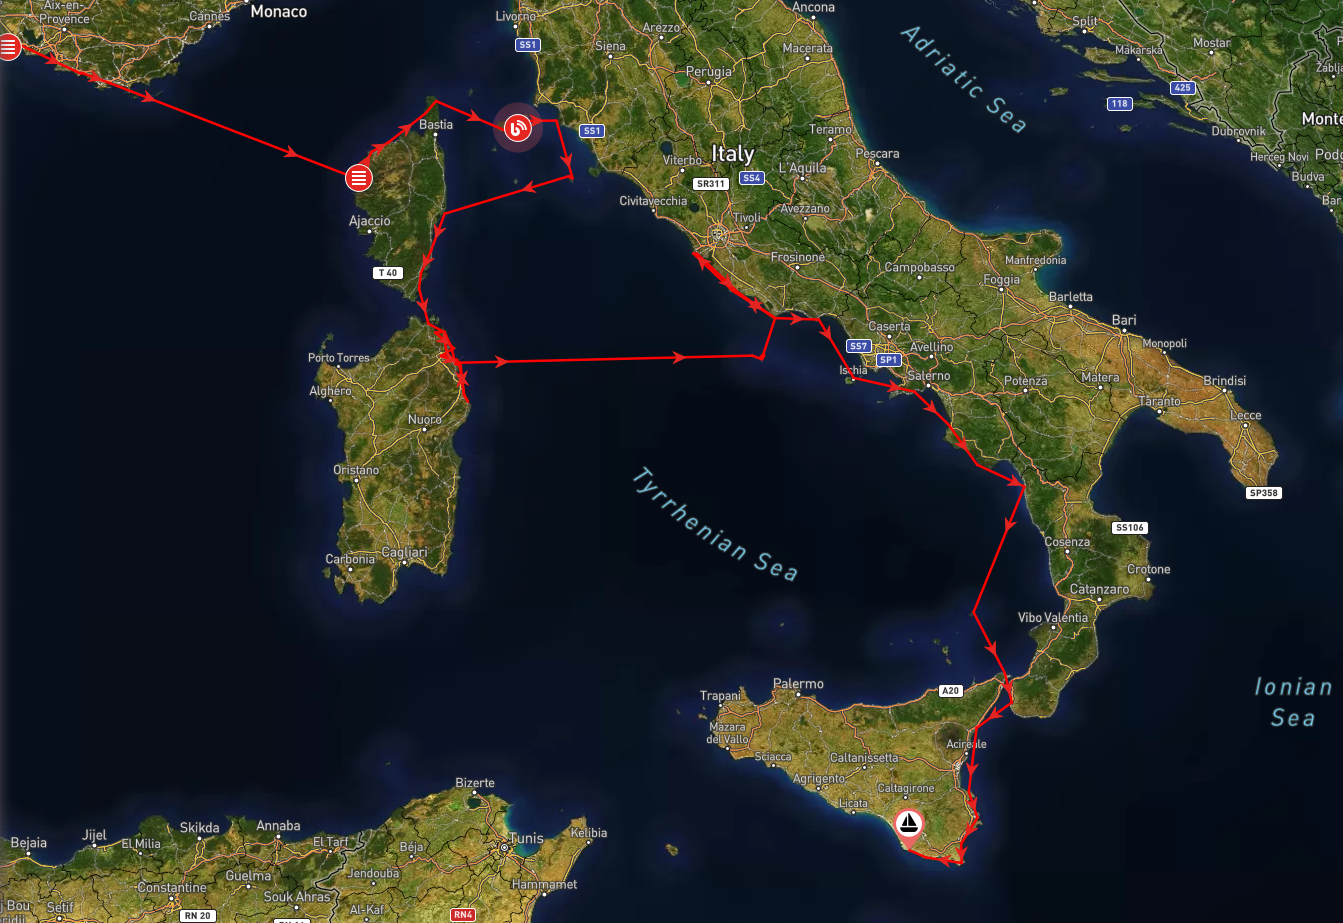 Aix-en-
Provence
Cannes
Monaco
Livorno
SS1
Siena
Arezzo
Ancona
Macerata
Perugia
Adriatic Sea
Split
Makarska
Mostar
425
118
Dubrovnik
Herceg Novi
Budva
Bar
Monte
Podg
Bastia
SS1
Viterbo
Italy
SR311
SS4
Teramo
L'Aquila
Pescara
Civitavecchia
Tivoli
Avezzano
Ajaccio
T 40
Frosinone
Campobasso
Manfredonia
Foggia
Barletta
Bari
Monopoli
Caserta
SS7
SP1
Avellino
Ischia
Salerno
Potenza
Matera
Brindisi
Taranto
Lecce
SP358
Porto Torres
Alghero
Nuoro
Oristano
Carbonia
Cagliari
Tyrrhenian Sea
SS106
Cosenza
Crotone
Catanzaro
Vibo Valentia
Ionian
Sea
A20
Trapani
Palermo
Mazara
del Vallo
Sciacca
Agrigento
Caltanissetta
Acireale
Caltagirone
Licata
Bizerte
Tunis
Kelibia
Hammamet
Bejaia
Jijel
El Milia
Skikda
Annaba
El Tarf
Béja
Jendouba
Constantine
Guelma
Souk Ahras
Al-Kaf
j Bou
Setif
RN 20
RN4